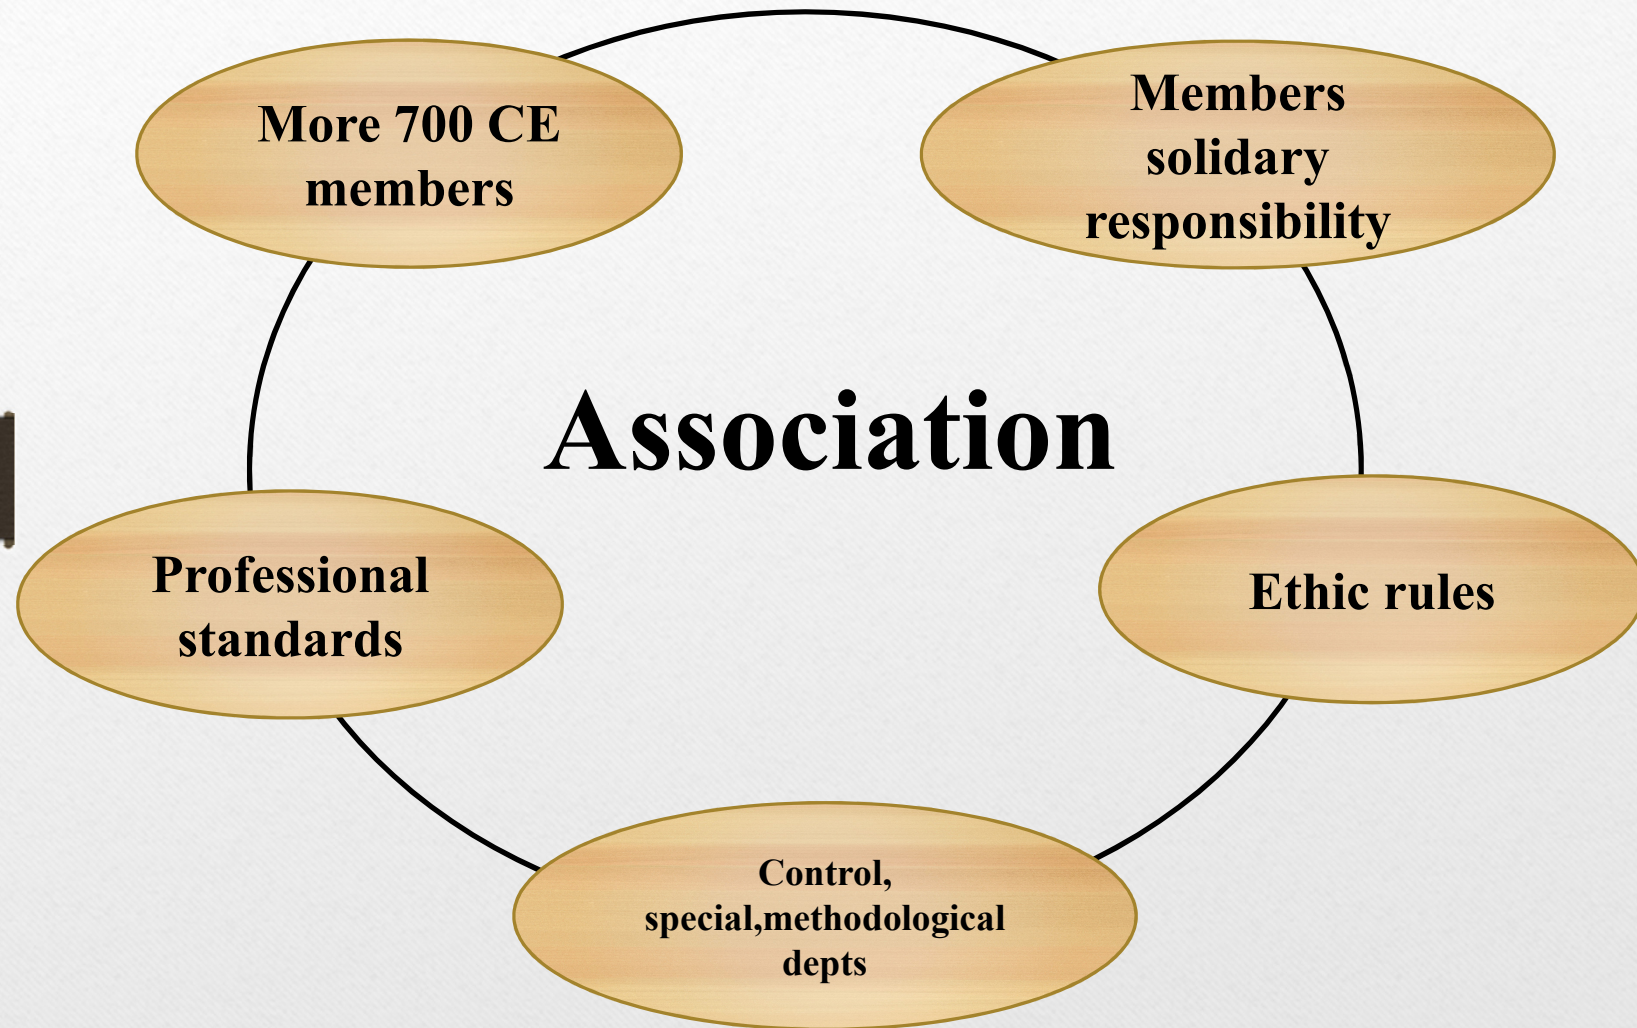 More 700 CE
members
Members
solidary
responsibility
Association
Professional
standards
Ethic rules
Control,
special,methodological
depts